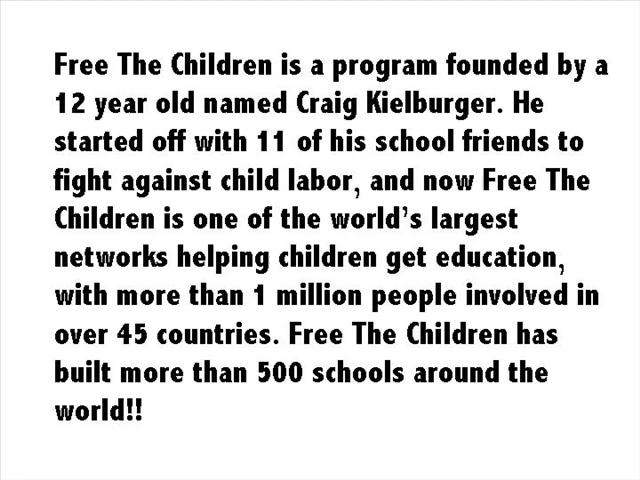 Free The Children is a program founded by a
12 year old named Craig Kielburger. He
started off with 11 of his school friends to
fight against child labor, and now Free The
Children is one of the world’s largest
networks helping children get education,
with more than 1 million people involved in
over 45 countries. Free The Children has
built more than 500 schools around the
world!!